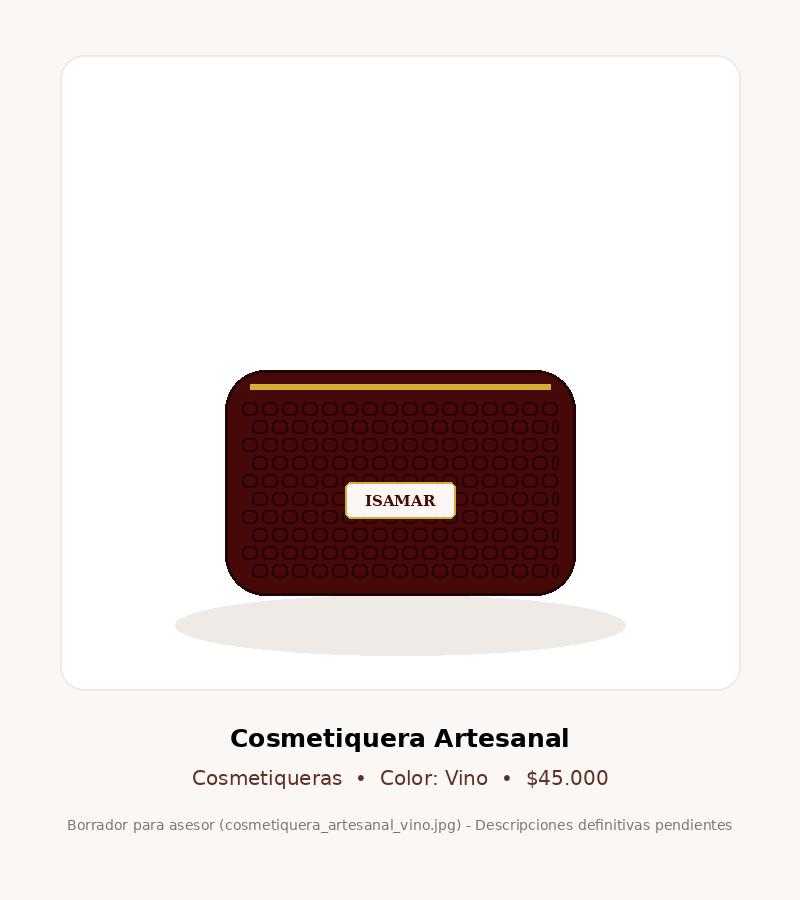 ISAMAR
Cosmetiquera Artesanal
Cosmetiqueras • Color: Vino • $45.000
Borrador para asesor (cosmetiquera_artesanal_vino.jpg) - Descripciones definitivas pendientes